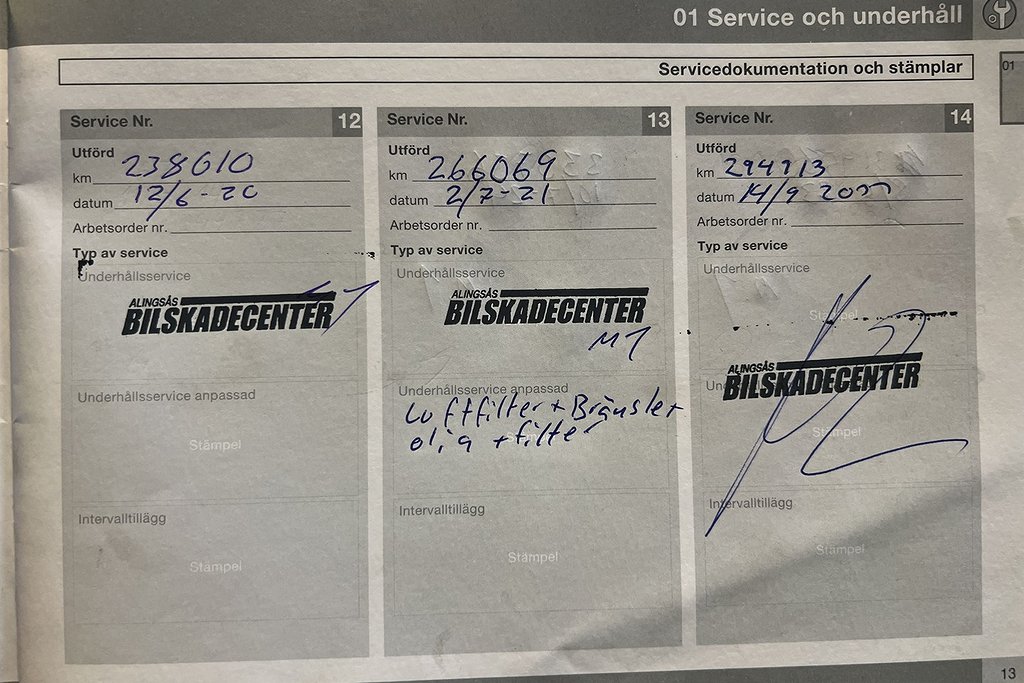 01 Service och underhåll
01
Servicedokumentation och stämplar
Service Nr. 12
Utförd
km 238610
datum 12/6-20
Arbetsorder nr.
Typ av service
Underhållsservice
ALINGSÅS
BILSKADECENTER
Underhållsservice anpassad
Stämpel
Intervalltillägg
Stämpel
Service Nr. 13
Utförd
km 266069
datum 2/7-21
Arbetsorder nr.
Typ av service
Underhållsservice
ALINGSÅS
BILSKADECENTER
Underhållsservice anpassad
Luftfilter + Bränsle +
olja + filter
Intervalltillägg
Stämpel
Service Nr. 14
Utförd
km
datum 14/9
Arbetsorder nr.
Typ av service
Underhållsservice
Stämpel
ALINGSÅS
BILSKADECENTER
Stämpel
Intervalltillägg
Stämpel
13